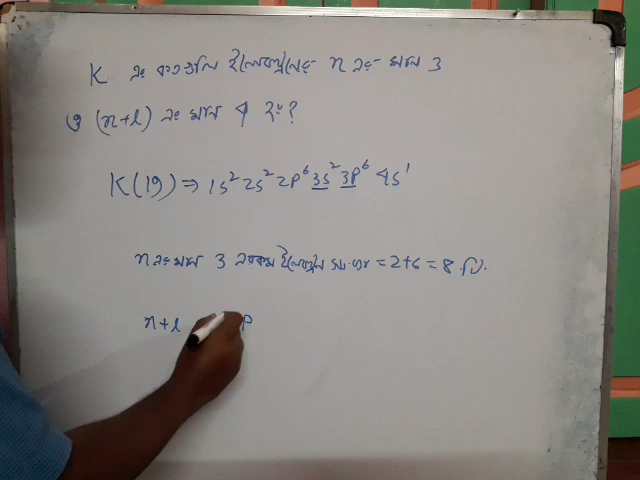 K এর কতগুলি ইলেকট্রনের n এর মান 3
ও (n+l) এর মান 4 হয়?
K(19) ⇒ 1s² 2s² 2p⁶ 3s² 3p⁶ 4s¹
n এর মান 3 এরকম ইলেকট্রন সংখ্যা = 2+6 = 8 টি.
n+l p